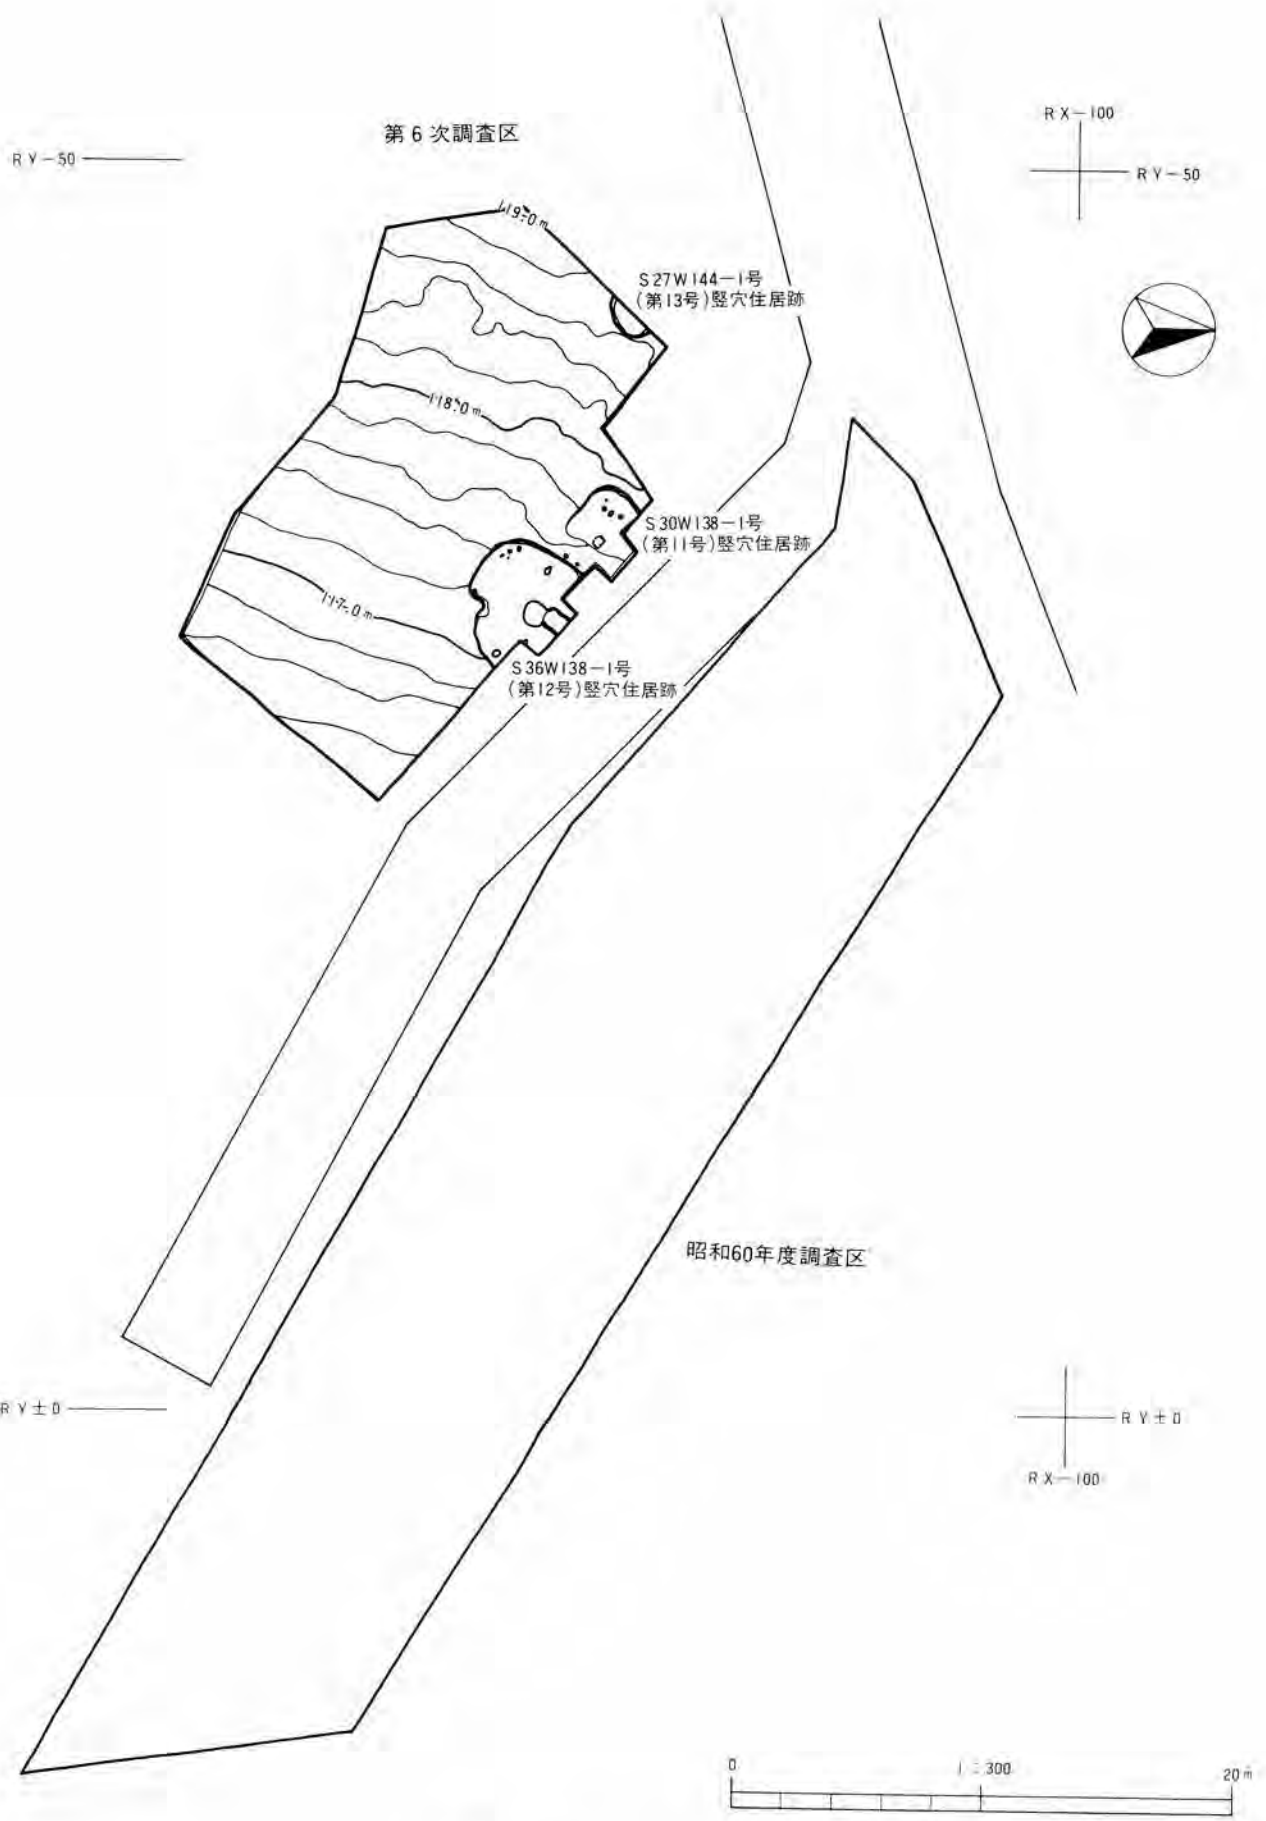 RX-100
第6次調査区
RY-50
RY-50
119.0m
S27W144-1号
(第13号)竪穴住居跡
118.0m
S30W138-1号
(第11号)竪穴住居跡
117.0m
S36W138-1号
(第12号)竪穴住居跡
昭和60年度調査区
RY±0
RY±0
RX-100
0 1:300 20m